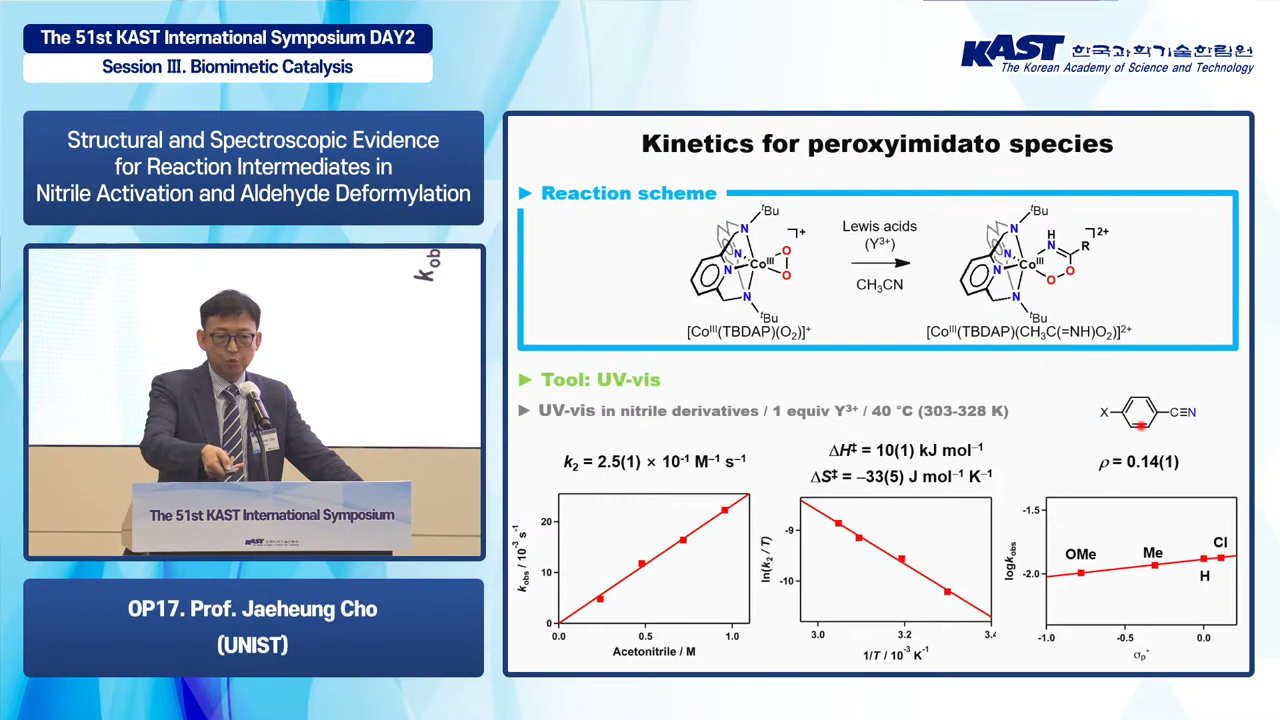 The 51st KAST International Symposium DAY2
Session Ⅲ. Biomimetic Catalysis
KAST 한국과학기술한림원
The Korean Academy of Science and Technology
Structural and Spectroscopic Evidence
for Reaction Intermediates in
Nitrile Activation and Aldehyde Deformylation
k ob
The 51st KAST International Symposium
KAST
OP17. Prof. Jaeheung Cho
(UNIST)
Kinetics for peroxyimidato species
► Reaction scheme
tBu
N
N
N
CoIII
O
O
tBu
+
[CoIII(TBDAP)(O2)]+
Lewis acids
(Y3+)
CH3CN
tBu
N
N
N
CoIII
H
N
R
O
O
tBu
2+
[CoIII(TBDAP)(CH3C(=NH)O2)]2+
► Tool: UV-vis
► UV-vis in nitrile derivatives / 1 equiv Y3+ / 40 °C (303-328 K)
X C≡N
k2 = 2.5(1) × 10-1 M–1 s–1
ΔH‡ = 10(1) kJ mol–1
ΔS‡ = –33(5) J mol–1 K–1
ρ = 0.14(1)
kobs / 10-3 s-1
20
10
0
0.0 0.5 1.0
Acetonitrile / M
ln(k2 / T)
-9
-10
3.0 3.2 3.4
1/T / 10-3 K-1
logkobs
-1.5
-2.0
OMe Me Cl
H
-1.0 -0.5 0.0
σp+